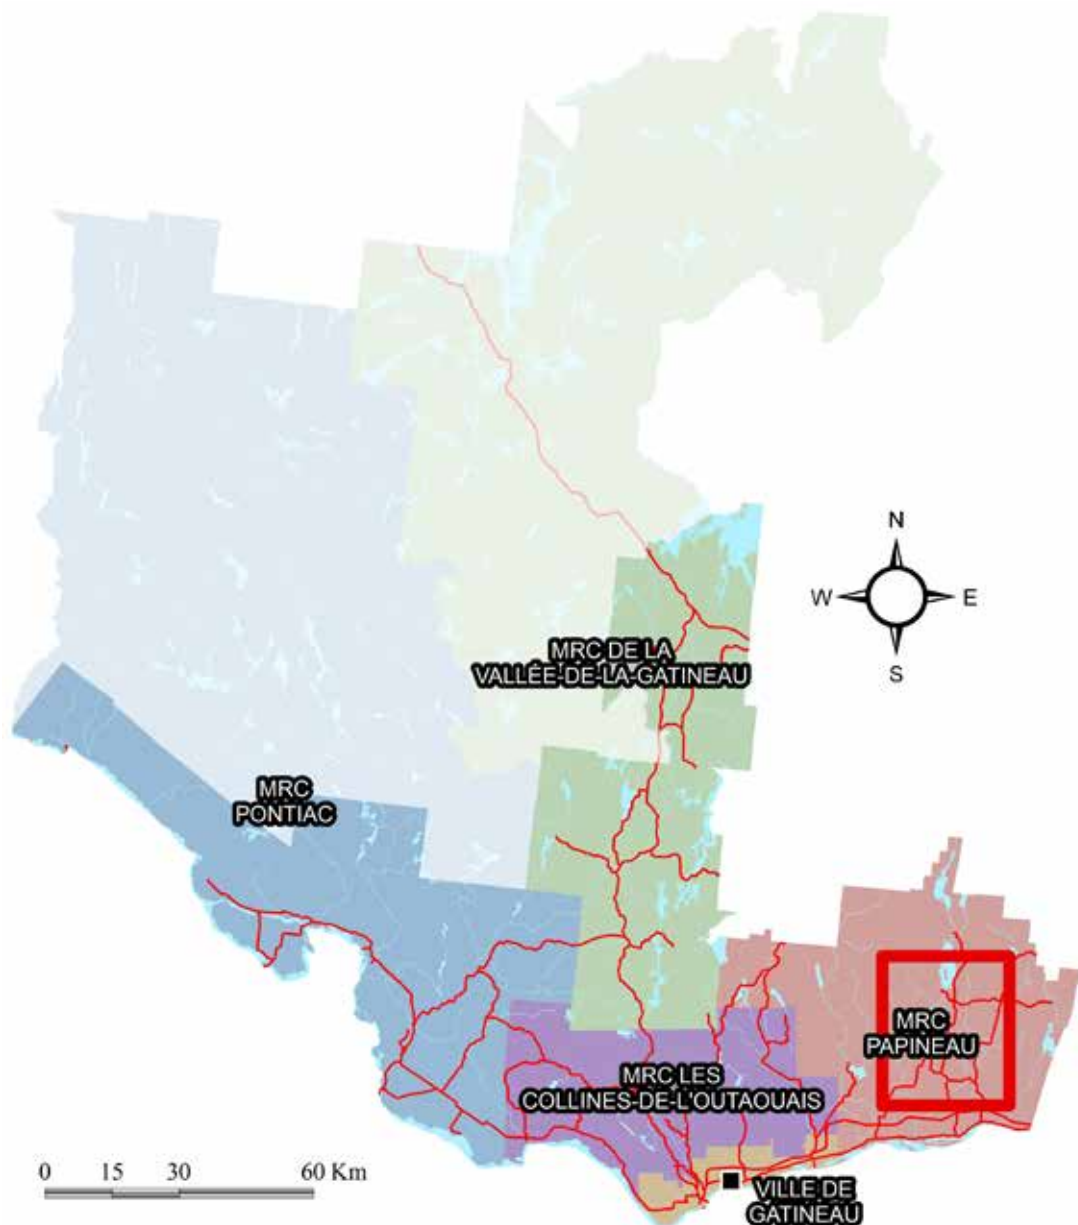 N
W E
S
MRC DE LA
VALLÉE-DE-LA-GATINEAU
MRC
PONTIAC
MRC
PAPINEAU
MRC LES
COLLINES-DE-L'OUTAOUAIS
0 15 30 60 Km
VILLE DE
GATINEAU